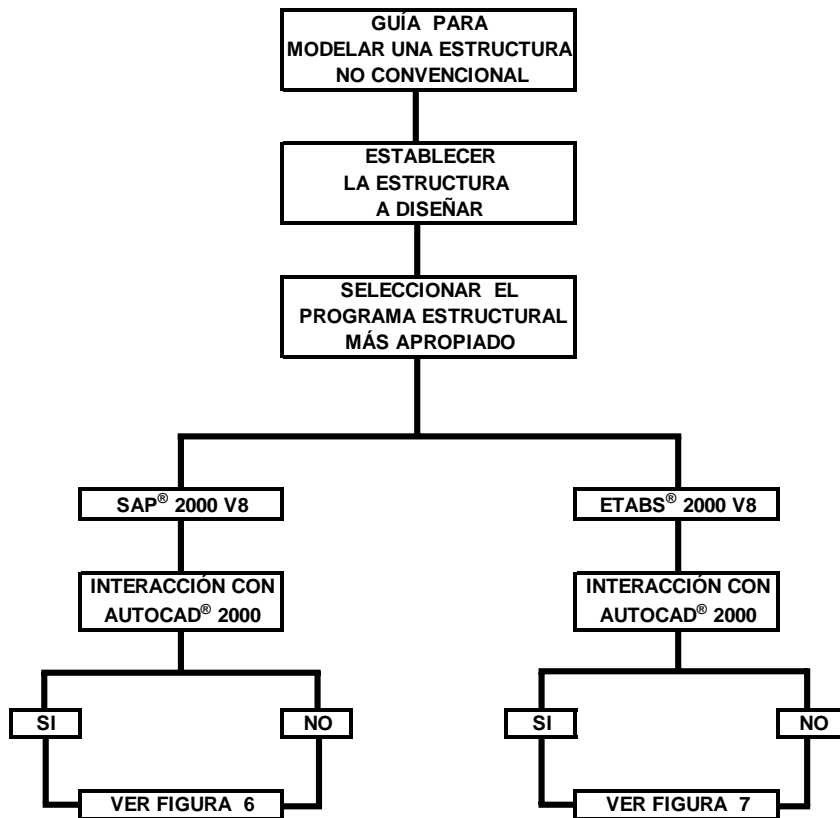 GUÍA PARA
MODELAR UNA ESTRUCTURA
NO CONVENCIONAL
ESTABLECER
LA ESTRUCTURA
A DISEÑAR
SELECCIONAR EL
PROGRAMA ESTRUCTURAL
MÁS APROPIADO
SAP® 2000 V8
ETABS® 2000 V8
INTERACCIÓN CON
AUTOCAD® 2000
INTERACCIÓN CON
AUTOCAD® 2000
SI
NO
SI
NO
VER FIGURA 6
VER FIGURA 7